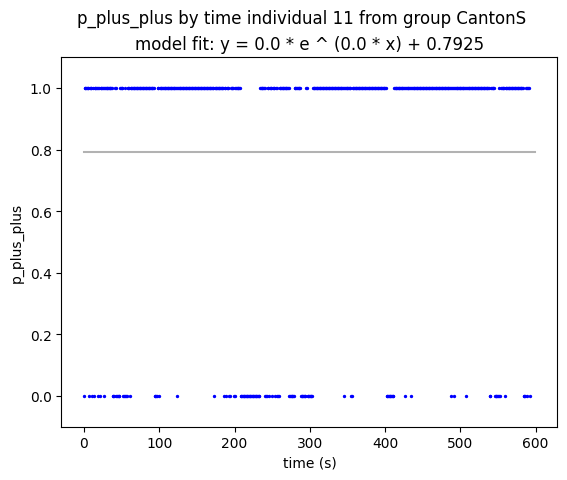 p_plus_plus by time individual 11 from group CantonS
model fit: y = 0.0 * e ^ (0.0 * x) + 0.7925
1.0
0.8
0.6
0.4
0.2
0.0
p_plus_plus
0 100 200 300 400 500 600
time (s)